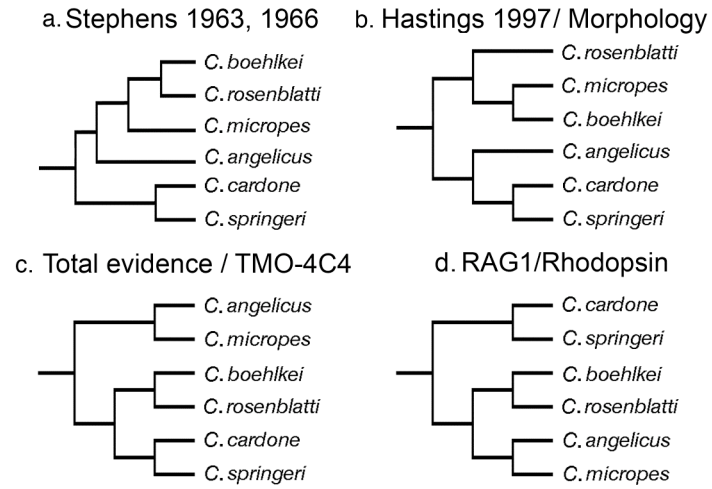 a. Stephens 1963, 1966
C. boehlkei
C. rosenblatti
C. micropes
C. angelicus
C. cardone
C. springeri
b. Hastings 1997/ Morphology
C. rosenblatti
C. micropes
C. boehlkei
C. angelicus
C. cardone
C. springeri
c. Total evidence / TMO-4C4
C. angelicus
C. micropes
C. boehlkei
C. rosenblatti
C. cardone
C. springeri
d. RAG1/Rhodopsin
C. cardone
C. springeri
C. boehlkei
C. rosenblatti
C. angelicus
C. micropes